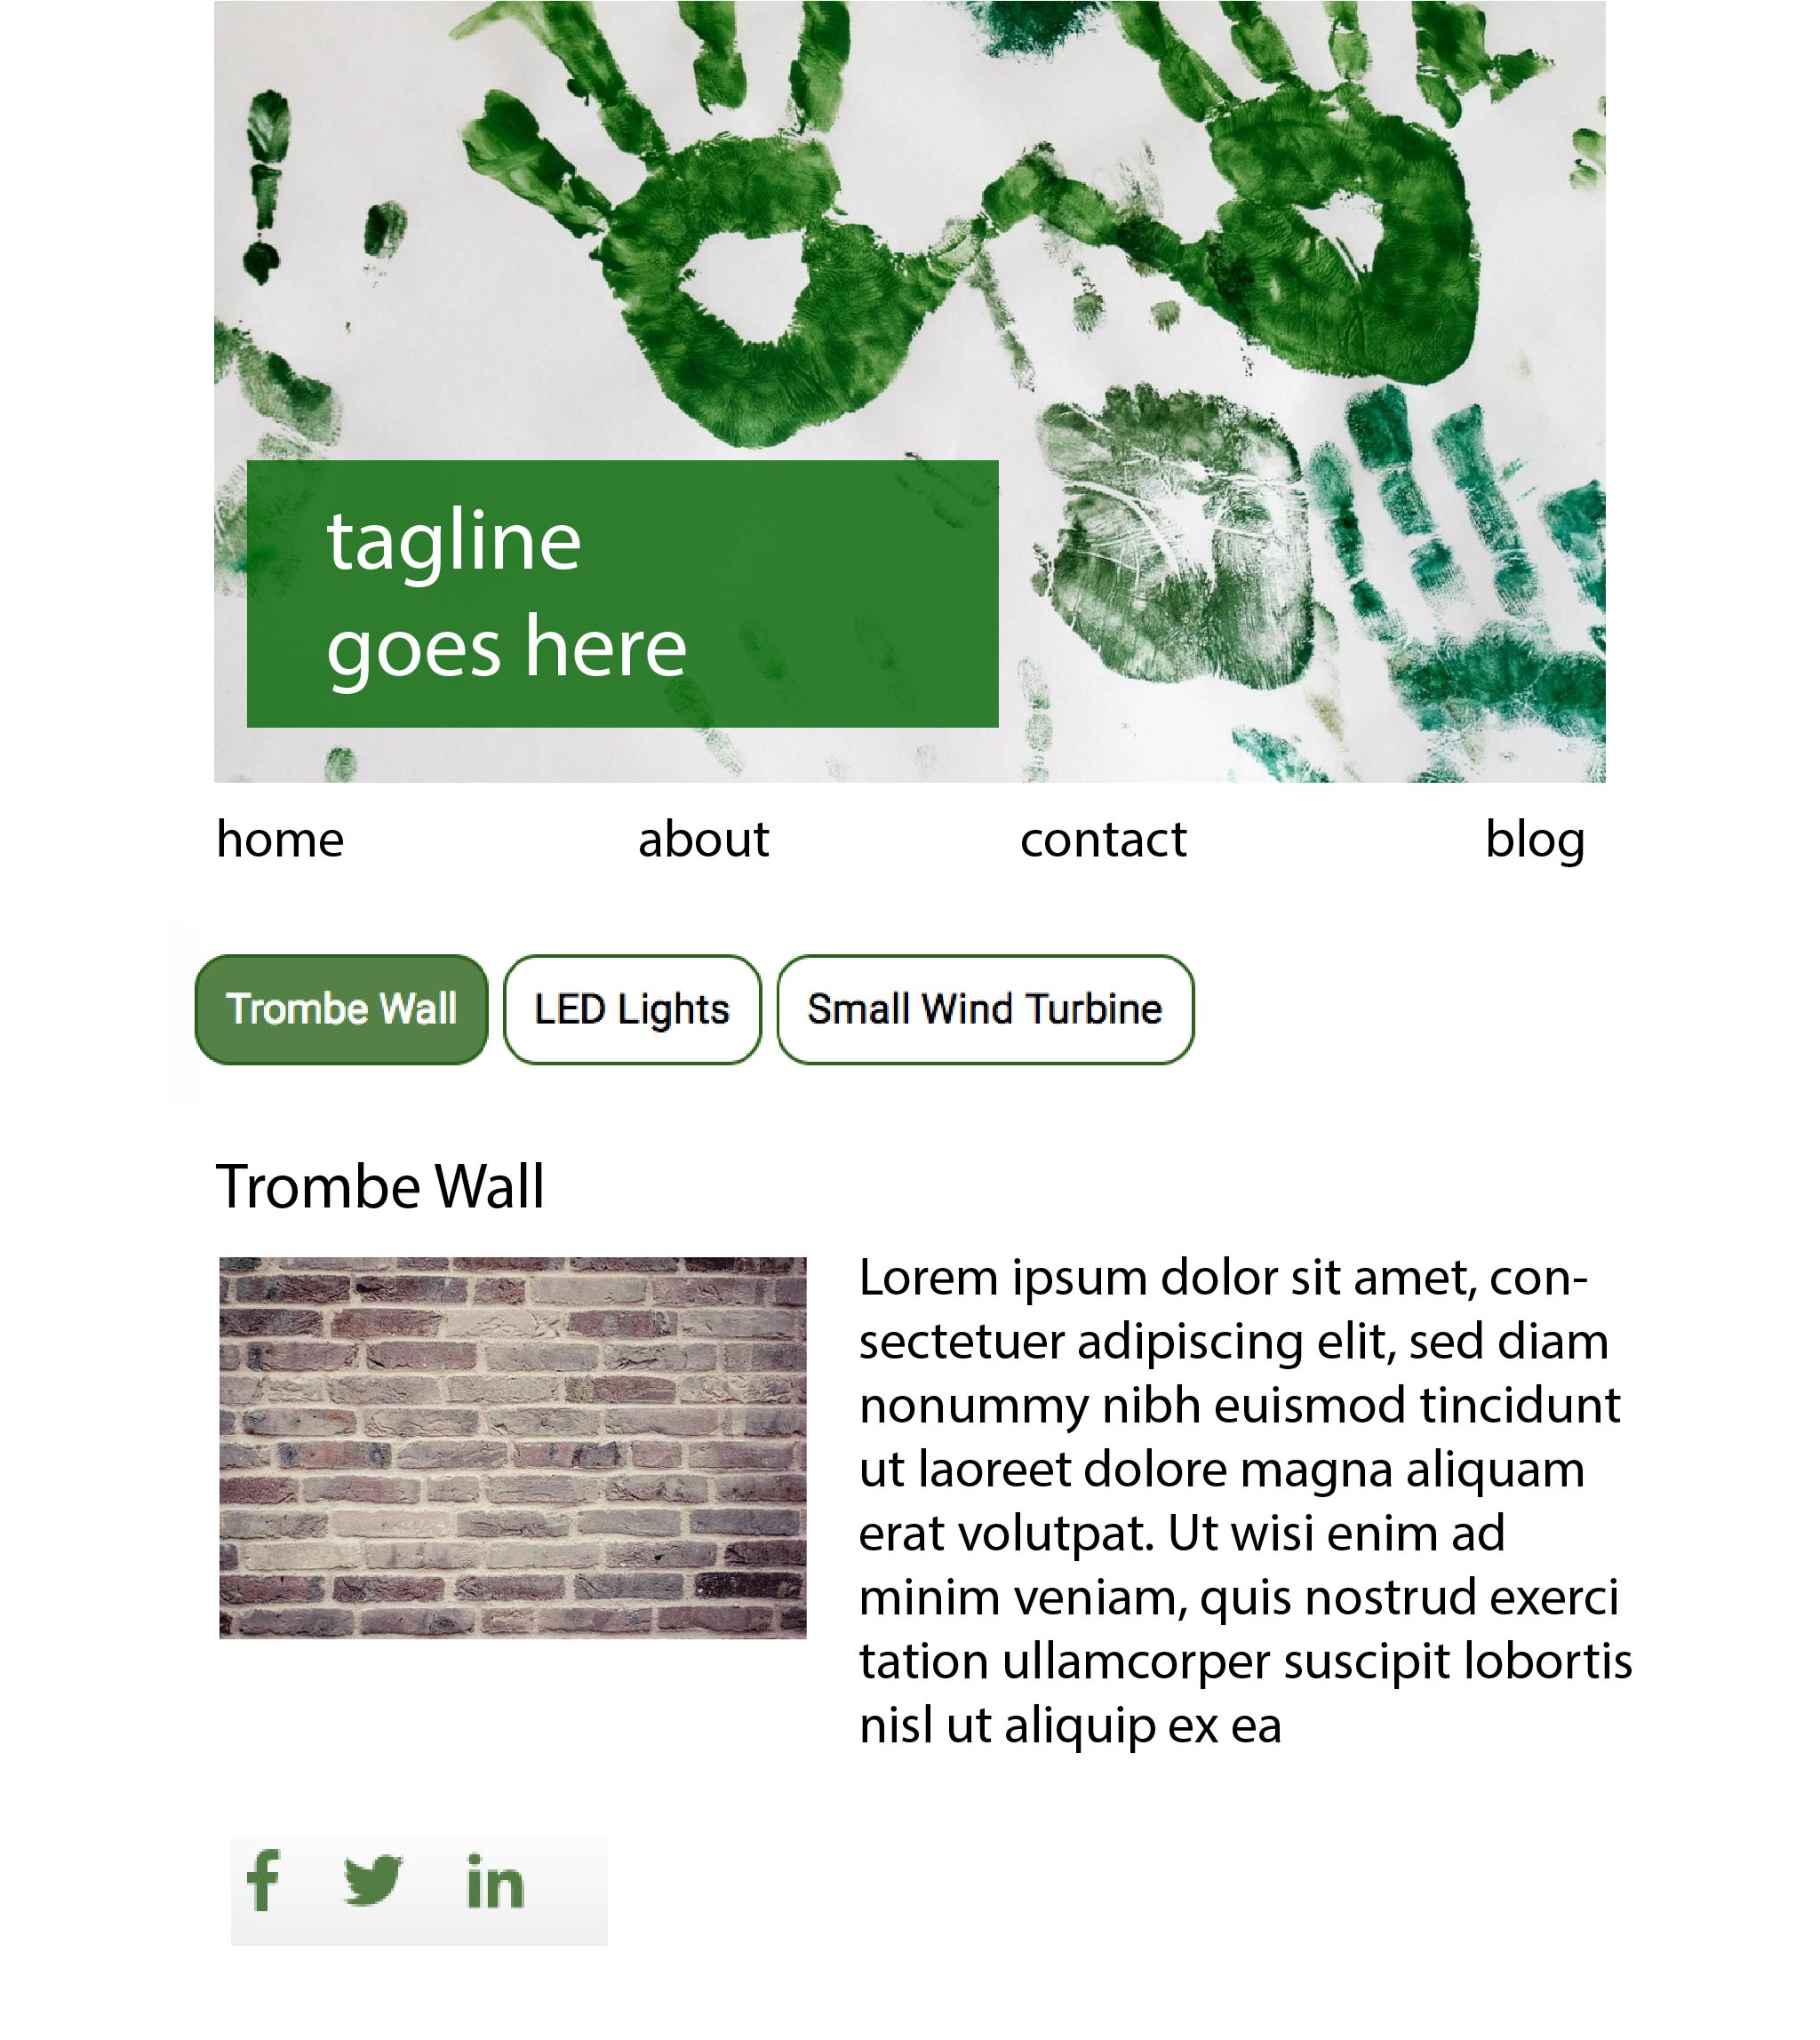 tagline
goes here
home about contact blog
Trombe Wall LED Lights Small Wind Turbine
Trombe Wall
Lorem ipsum dolor sit amet, con-
sectetuer adipiscing elit, sed diam
nonummy nibh euismod tincidunt
ut laoreet dolore magna aliquam
erat volutpat. Ut wisi enim ad
minim veniam, quis nostrud exerci
tation ullamcorper suscipit lobortis
nisl ut aliquip ex ea
f in